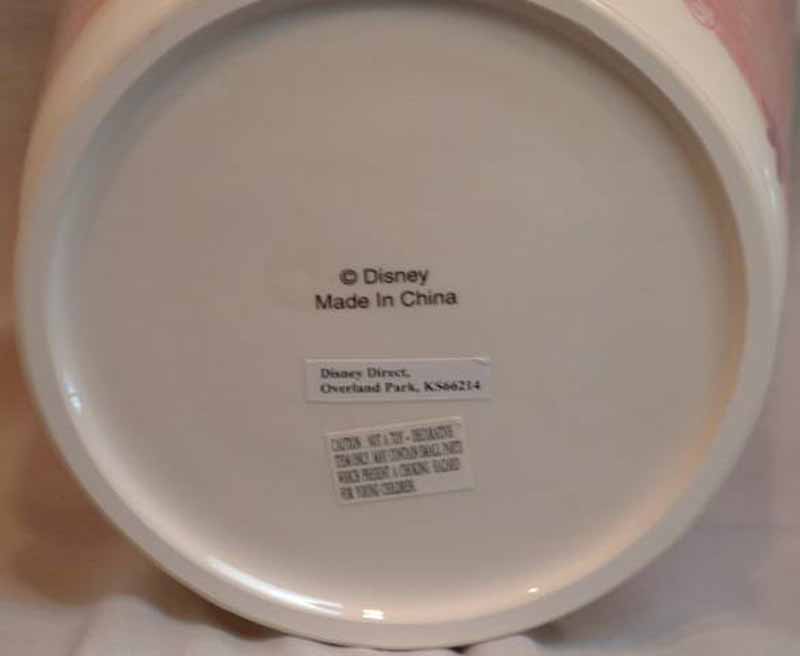 © Disney
Made In China
Disney Direct,
Overland Park, KS66214
CAUTION: NOT A TOY - DECORATIVE
ITEM ONLY. MAY CONTAIN SMALL PARTS
WHICH PRESENT A CHOKING HAZARD
FOR YOUNG CHILDREN.